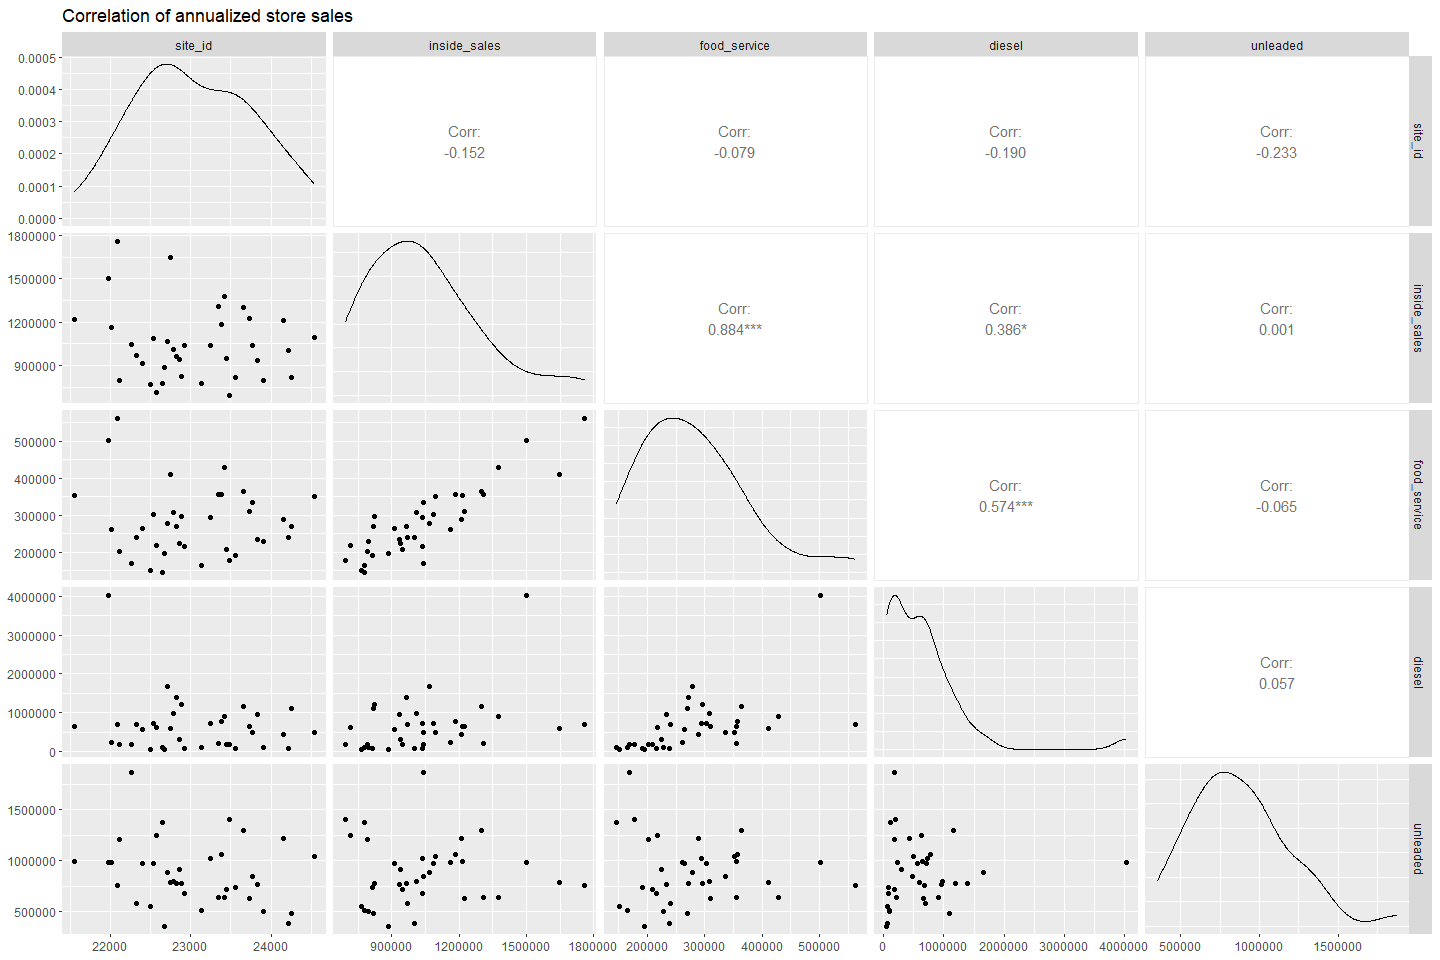 Correlation of annualized store sales
site_id
inside_sales
food_service
diesel
unleaded
0.0005
0.0004
0.0003
0.0002
0.0001
0.0000
Corr:
-0.152
Corr:
-0.079
Corr:
-0.190
Corr:
-0.233
site_id
1800000
1500000
1200000
900000
Corr:
0.884***
Corr:
0.386*
Corr:
0.001
inside_sales
500000
400000
300000
200000
Corr:
0.574***
Corr:
-0.065
food_service
4000000
3000000
2000000
1000000
0
Corr:
0.057
diesel
1500000
1000000
500000
unleaded
22000
23000
24000
900000
1200000
1500000
1800000
200000
300000
400000
500000
0
1000000
2000000
3000000
4000000
500000
1000000
1500000